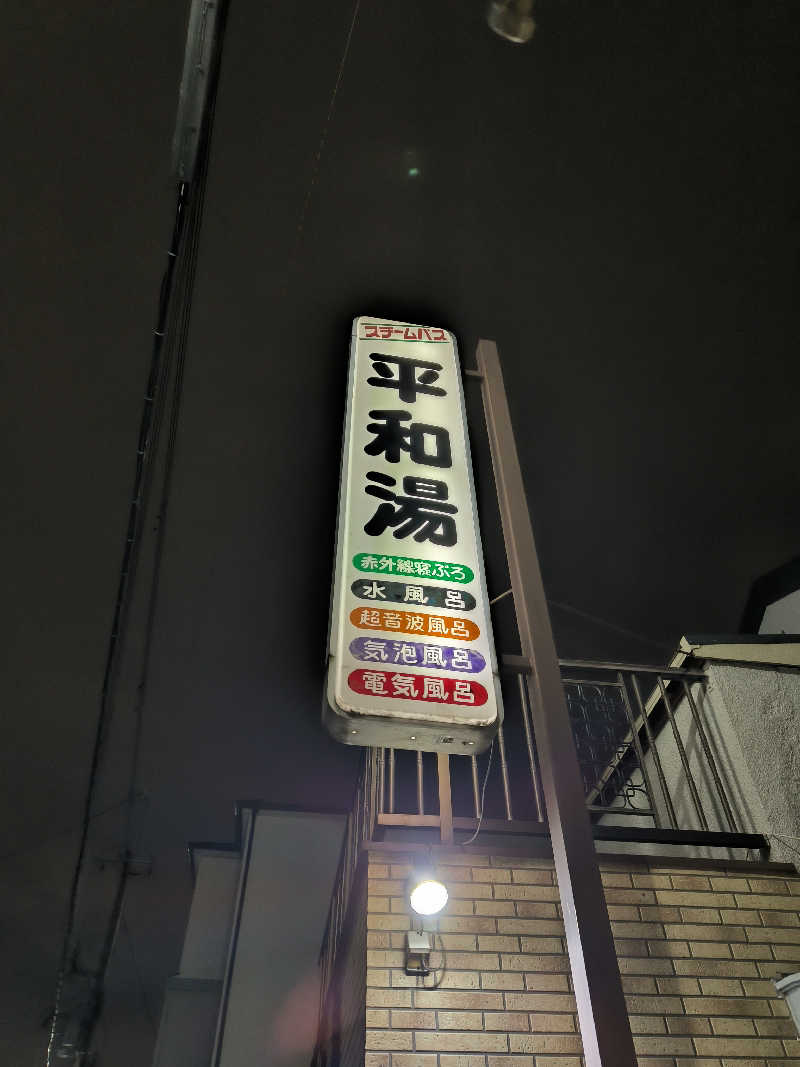 スチームバス
平和湯
赤外線寝ぶろ
水風呂
超音波風呂
気泡風呂
電気風呂